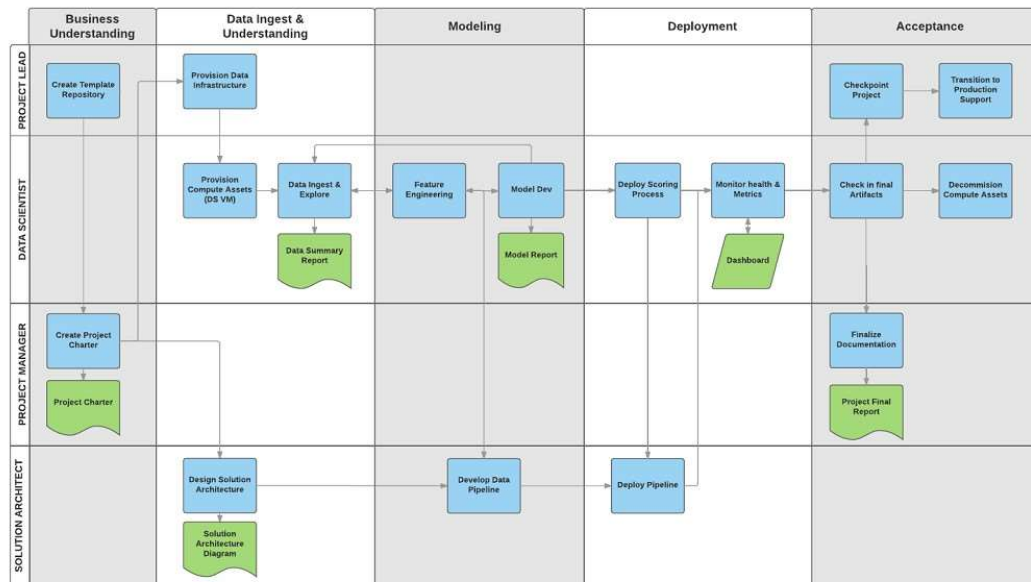 Business
Understanding
Data Ingest &
Understanding
Modeling
Deployment
Acceptance
PROJECT LEAD
Create Template
Repository
Provision Data
Infrastructure
Checkpoint
Project
Transition to
Production
Support
DATA SCIENTIST
Provision
Compute Assets
(DS VM)
Data Ingest &
Explore
Feature
Engineering
Model Dev
Deploy Scoring
Process
Monitor health &
Metrics
Check in final
Artifacts
Decommision
Compute Assets
Data Summary
Report
Model Report
Dashboard
PROJECT MANAGER
Create Project
Charter
Finalize
Documentation
Project Charter
Project Final
Report
SOLUTION ARCHITECT
Design Solution
Architecture
Develop Data
Pipeline
Deploy Pipeline
Solution
Architecture
Diagram